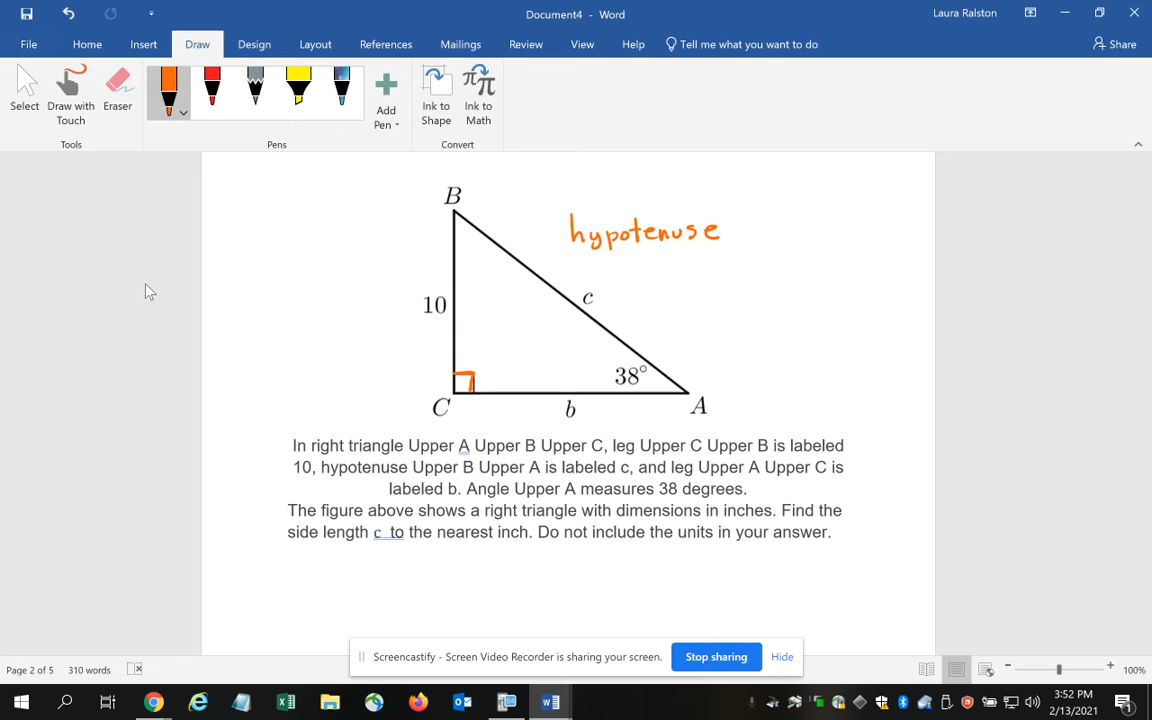 Document4 - Word
Laura Ralston
File Home Insert Draw Design Layout References Mailings Review View Help Tell me what you want to do Share
Select
Draw with Touch
Eraser
Add Pen
Ink to Shape
Ink to Math
Tools
Pens
Convert
B
hypotenuse
10
c
38°
C
b
A
In right triangle Upper A Upper B Upper C, leg Upper C Upper B is labeled
10, hypotenuse Upper B Upper A is labeled c, and leg Upper A Upper C is
labeled b. Angle Upper A measures 38 degrees.
The figure above shows a right triangle with dimensions in inches. Find the
side length c to the nearest inch. Do not include the units in your answer.
Screencastify - Screen Video Recorder is sharing your screen. Stop sharing Hide
Page 2 of 5 310 words 100%
3:52 PM
2/13/2021
1